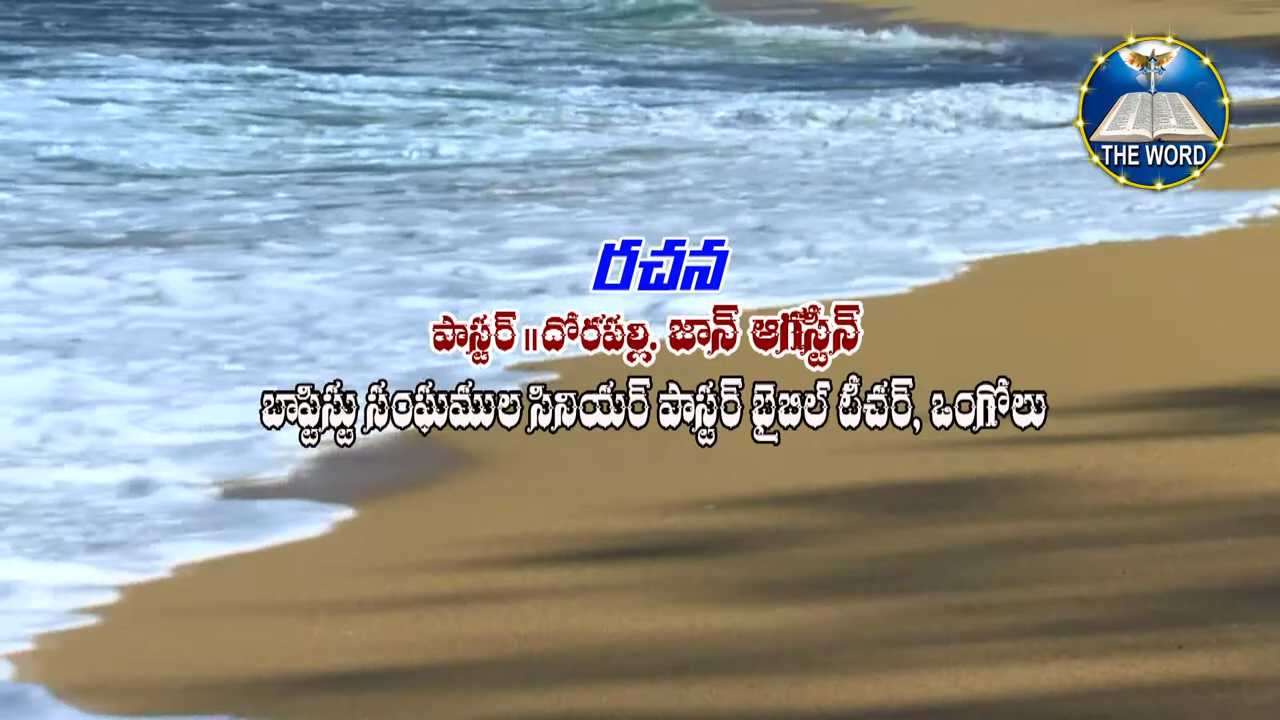 THE WORD
రచన
పాస్టర్ ॥దోరపల్లి. జాన్ ఆగస్టీన్
బాప్టిస్టు సంఘముల సినియర్ పాస్టర్ బైబిల్ టీచర్, ఒంగోలు